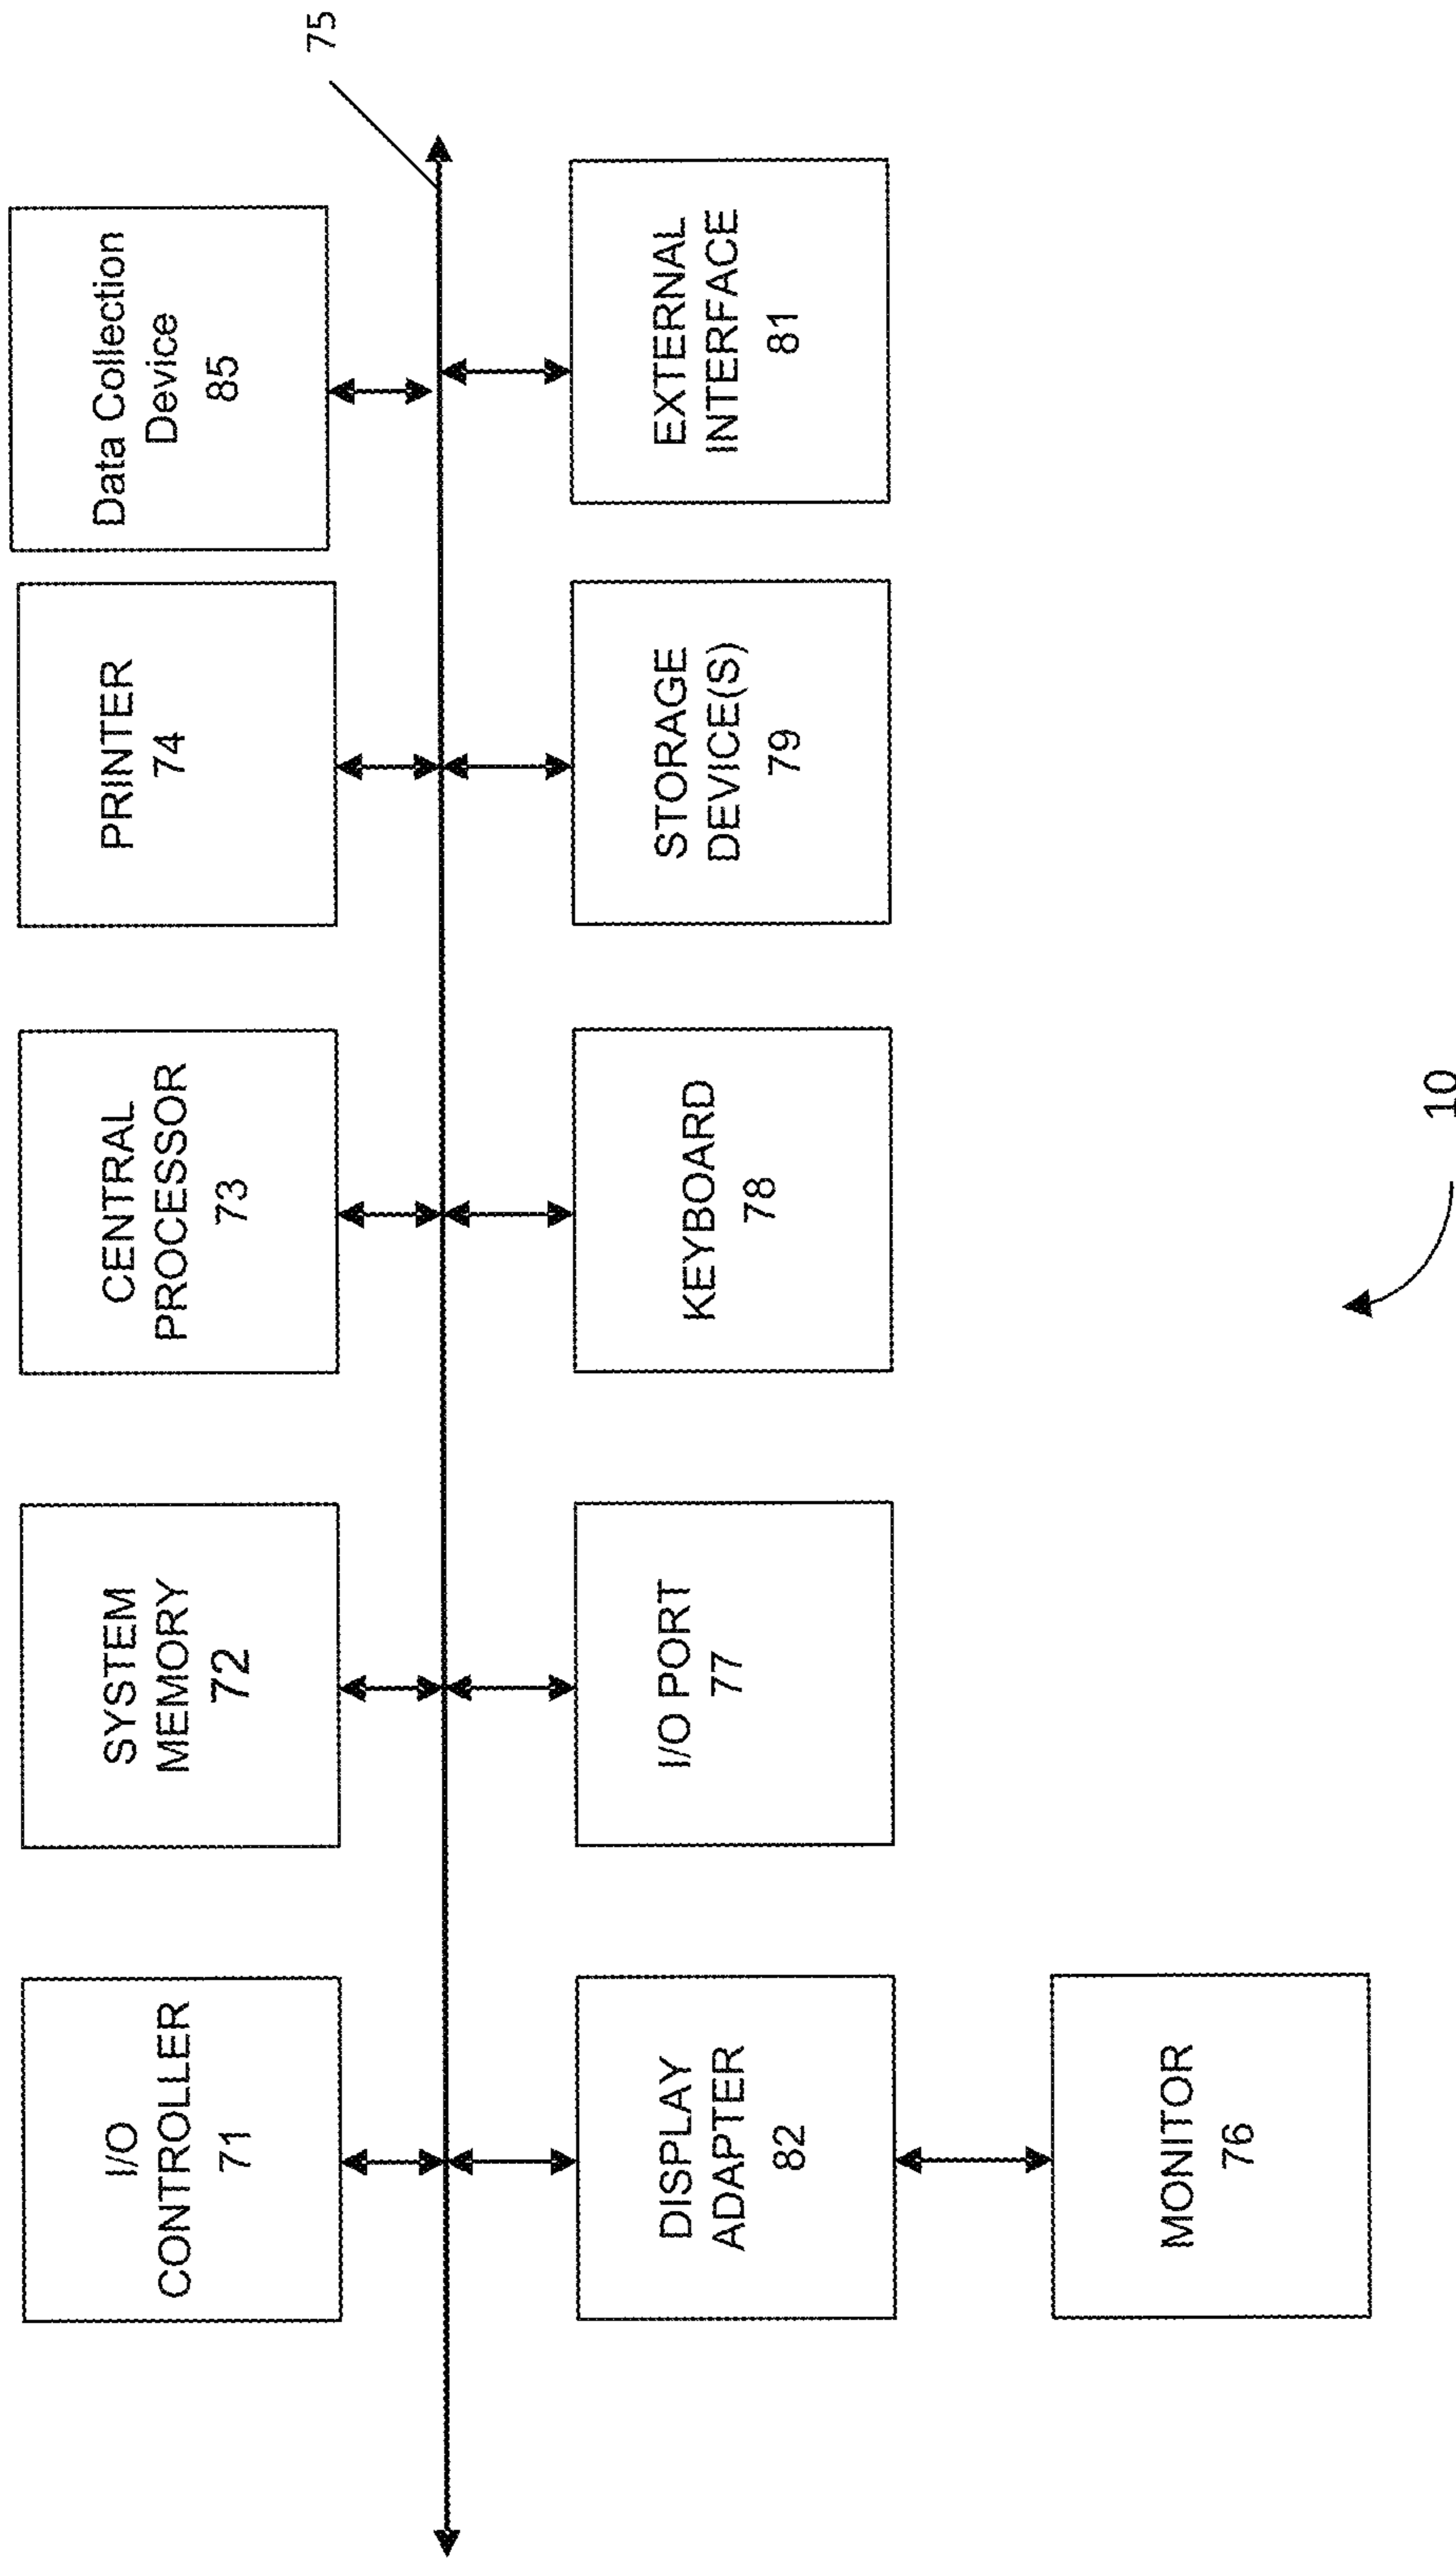 I/O
CONTROLLER
71
SYSTEM
MEMORY
72
CENTRAL
PROCESSOR
73
PRINTER
74
Data Collection
Device
85
75
DISPLAY
ADAPTER
82
I/O PORT
77
KEYBOARD
78
STORAGE
DEVICE(S)
79
EXTERNAL
INTERFACE
81
MONITOR
76
10